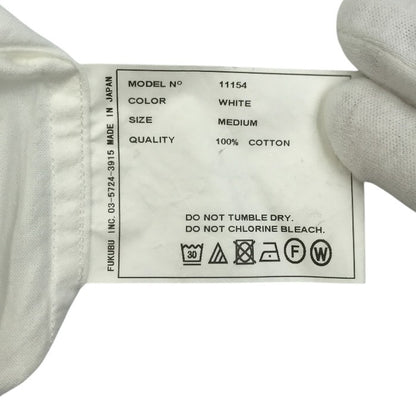 MODEL Nº 11154
COLOR WHITE
SIZE MEDIUM
QUALITY 100% COTTON
DO NOT TUMBLE DRY.
DO NOT CHLORINE BLEACH.
30 F W
FUKUBU INC. 03-5724-3915 MADE IN JAPAN